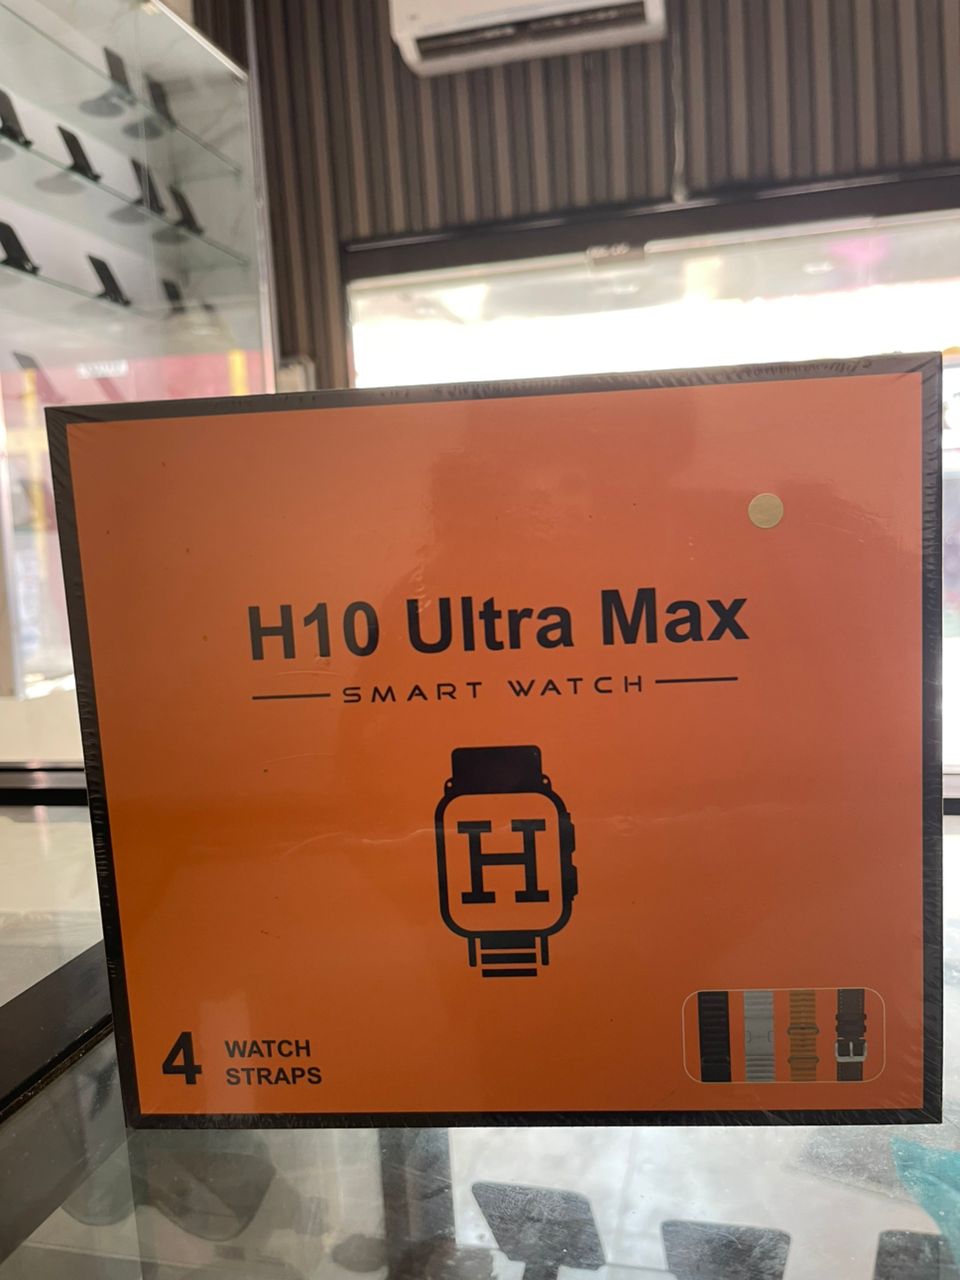 H10 Ultra Max
SMART WATCH
H
4 WATCH
STRAPS